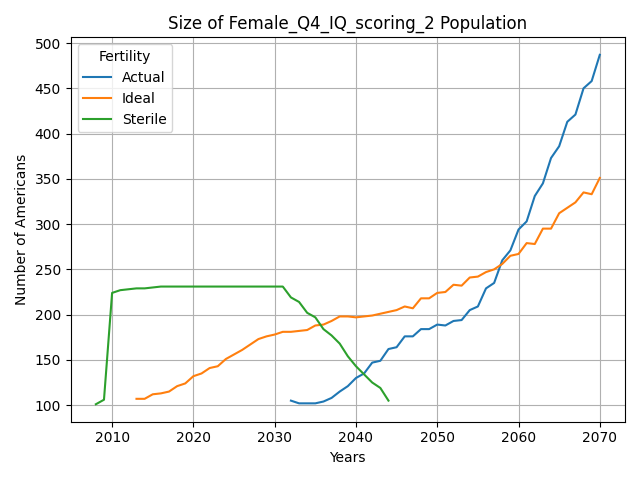 Size of Female_Q4_IQ_scoring_2 Population
Fertility
Actual
Ideal
Sterile
Number of Americans
500
450
400
350
300
250
200
150
100
2010 2020 2030 2040 2050 2060 2070
Years